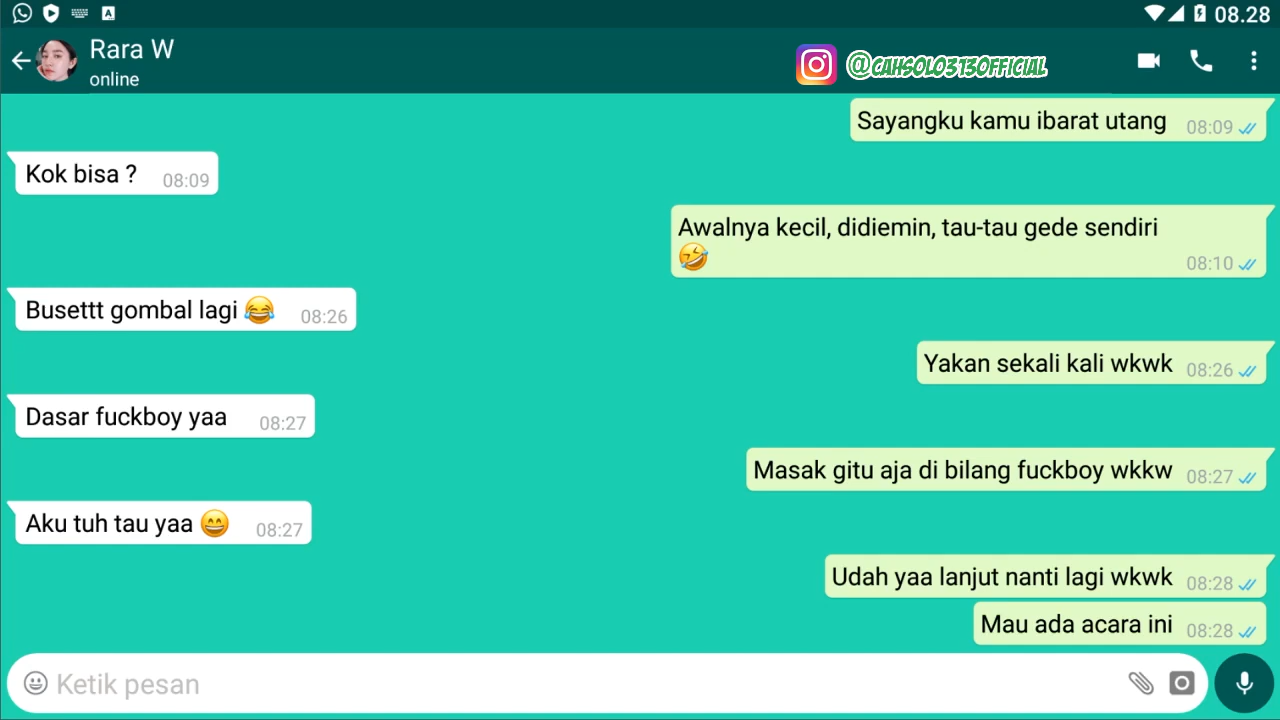 08.28
Rara W
online
@CAHSOLO313OFFICIAL
Sayangku kamu ibarat utang 08:09
Kok bisa ? 08:09
Awalnya kecil, didiemin, tau-tau gede sendiri
🤣 08:10
Busettt gombal lagi 😂 08:26
Yakan sekali kali wkwk 08:26
Dasar fuckboy yaa 08:27
Masak gitu aja di bilang fuckboy wkkw 08:27
Aku tuh tau yaa 😄 08:27
Udah yaa lanjut nanti lagi wkwk 08:28
Mau ada acara ini 08:28
Ketik pesan